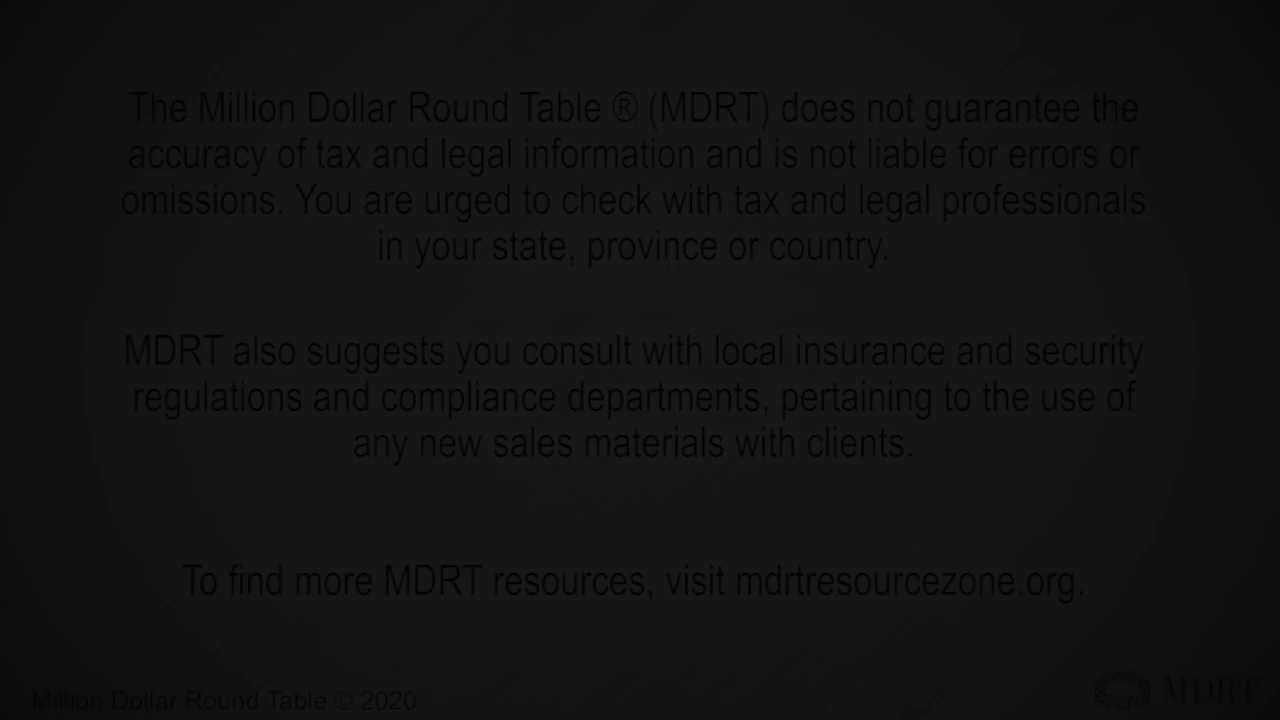 The Million Dollar Round Table ® (MDRT) does not guarantee the
accuracy of tax and legal information and is not liable for errors or
omissions. You are urged to check with tax and legal professionals
in your state, province or country.
MDRT also suggests you consult with local insurance and security
regulations and compliance departments, pertaining to the use of
any new sales materials with clients.
To find more MDRT resources, visit mdrtresourcezone.org.
Million Dollar Round Table © 2020
MDRT